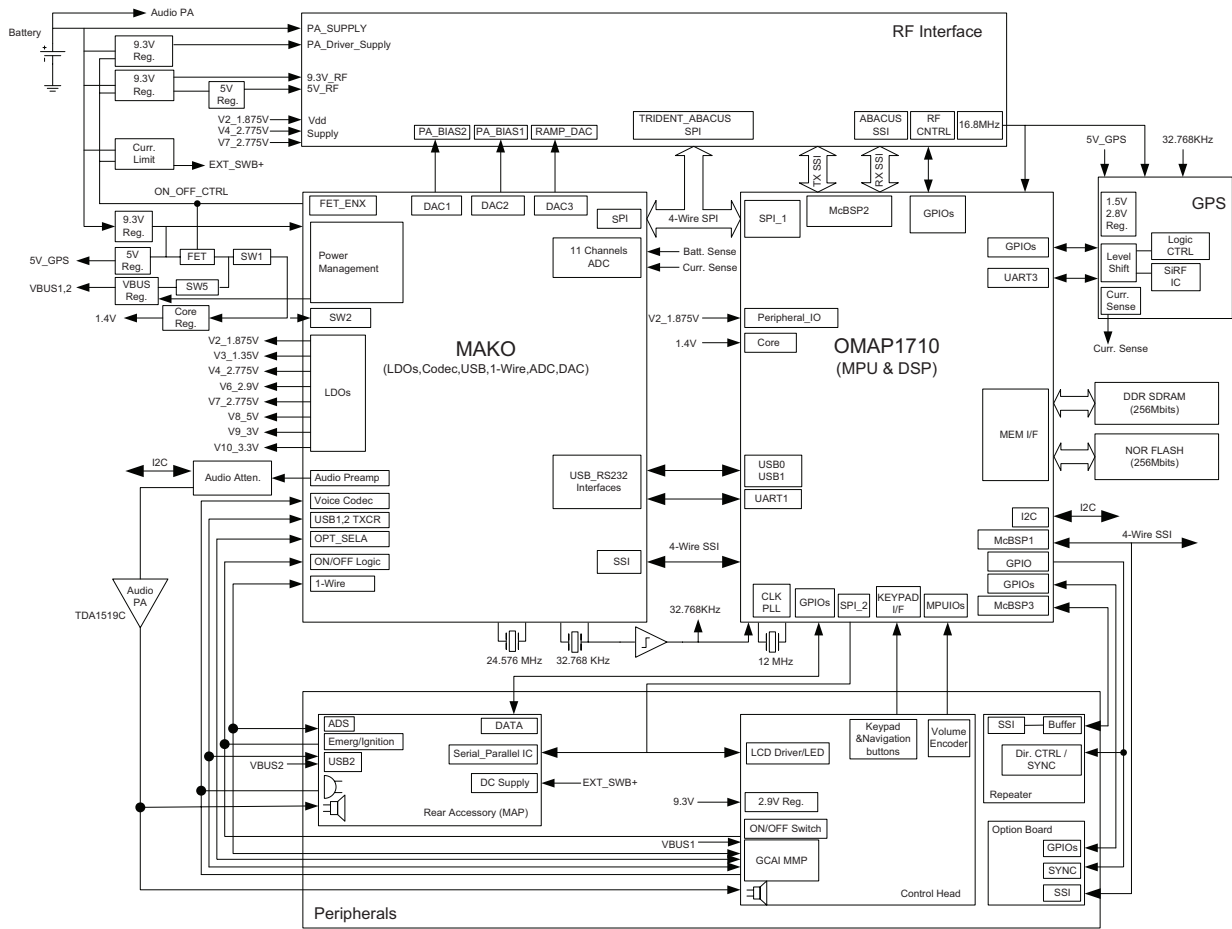 Audio PA
Battery
PA_SUPPLY
PA_Driver_Supply
RF Interface
9.3V
Reg.
9.3V
Reg.
5V
Reg.
9.3V_RF
5V_RF
V2_1.875V
V4_2.775V
V7_2.775V
Vdd
Supply
Curr.
Limit
EXT_SWB+
PA_BIAS2
PA_BIAS1
RAMP_DAC
TRIDENT_ABACUS
SPI
ABACUS
SSI
RF
CNTRL
16.8MHz
TX SSI
RX SSI
5V_GPS
32.768KHz
ON_OFF_CTRL
FET_ENX
DAC1
DAC2
DAC3
SPI
4-Wire SPI
SPI_1
McBSP2
GPIOs
1.5V
2.8V
Reg.
GPS
Logic
CTRL
Level
Shift
SiRF
IC
Curr.
Sense
Curr. Sense
9.3V
Reg.
5V_GPS
5V
Reg.
FET
SW1
VBUS1,2
VBUS
Reg.
SW5
1.4V
Core
Reg.
Power
Management
SW2
11 Channels
ADC
Batt. Sense
Curr. Sense
GPIOs
UART3
V2_1.875V
Peripheral_IO
1.4V
Core
MAKO
(LDOs,Codec,USB,1-Wire,ADC,DAC)
OMAP1710
(MPU & DSP)
V2_1.875V
V3_1.35V
V4_2.775V
V6_2.9V
V7_2.775V
V8_5V
V9_3V
V10_3.3V
LDOs
MEM I/F
DDR SDRAM
(256Mbits)
NOR FLASH
(256Mbits)
I2C
Audio Atten.
Audio Preamp
Voice Codec
USB1,2 TXCR
OPT_SELA
ON/OFF Logic
1-Wire
USB_RS232
Interfaces
USB0
USB1
UART1
SSI
4-Wire SSI
I2C
I2C
McBSP1
4-Wire SSI
GPIO
GPIOs
McBSP3
Audio
PA
TDA1519C
CLK
PLL
GPIOs
SPI_2
KEYPAD
I/F
MPUIOs
32.768KHz
24.576 MHz
32.768 KHz
12 MHz
ADS
Emerg/Ignition
USB2
VBUS2
DATA
Serial_Parallel IC
DC Supply
EXT_SWB+
Rear Accessory (MAP)
LCD Driver/LED
Keypad
&Navigation
buttons
Volume
Encoder
9.3V
2.9V Reg.
ON/OFF Switch
VBUS1
GCAI MMP
Control Head
SSI
Buffer
Dir. CTRL /
SYNC
Repeater
Option Board
GPIOs
SYNC
SSI
Peripherals